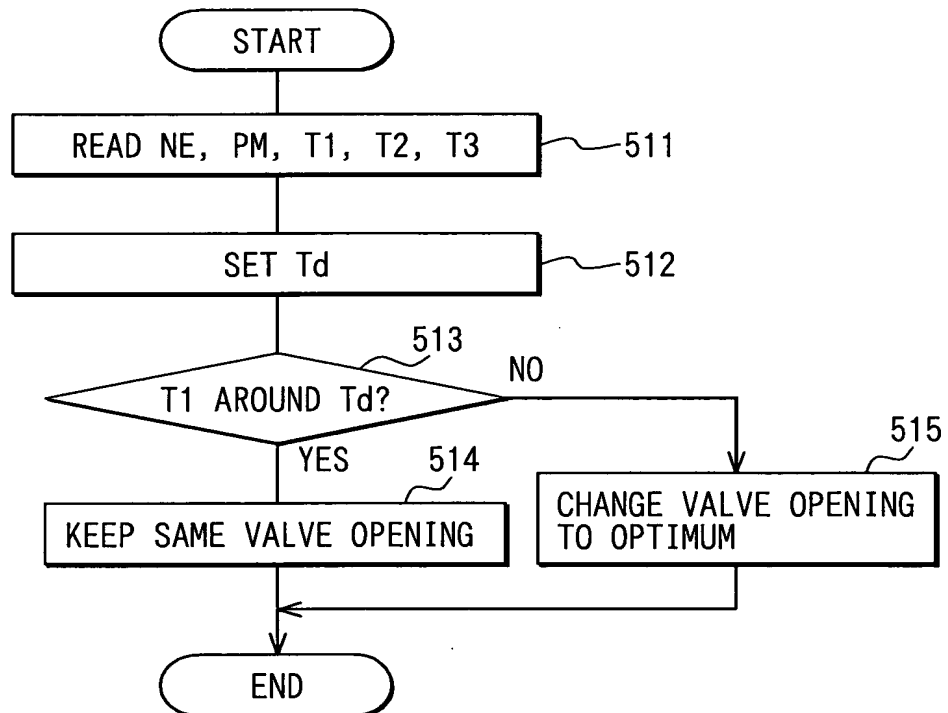 START
READ NE, PM, T1, T2, T3
511
SET Td
512
513
T1 AROUND Td?
NO
YES
514
515
KEEP SAME VALVE OPENING
CHANGE VALVE OPENING
TO OPTIMUM
END